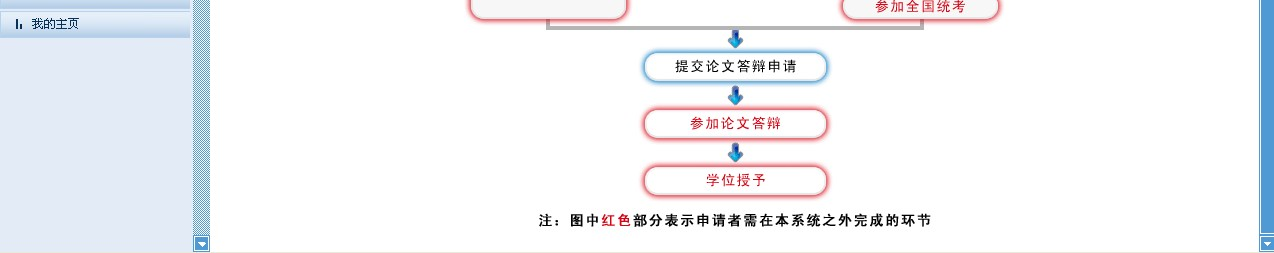 参加全国统考
我的主页
提交论文答辩申请
参加论文答辩
学位授予
注：图中红色部分表示申请者需在本系统之外完成的环节